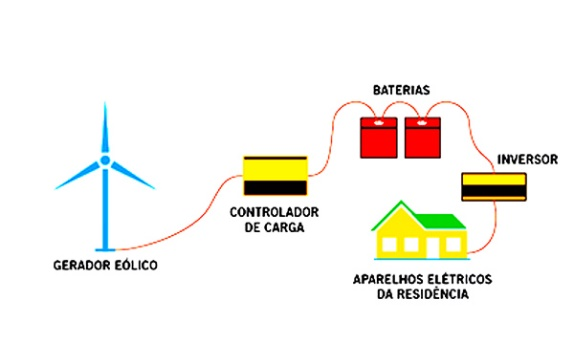 BATERIAS
INVERSOR
CONTROLADOR
DE CARGA
GERADOR EÓLICO
APARELHOS ELÉTRICOS
DA RESIDÊNCIA